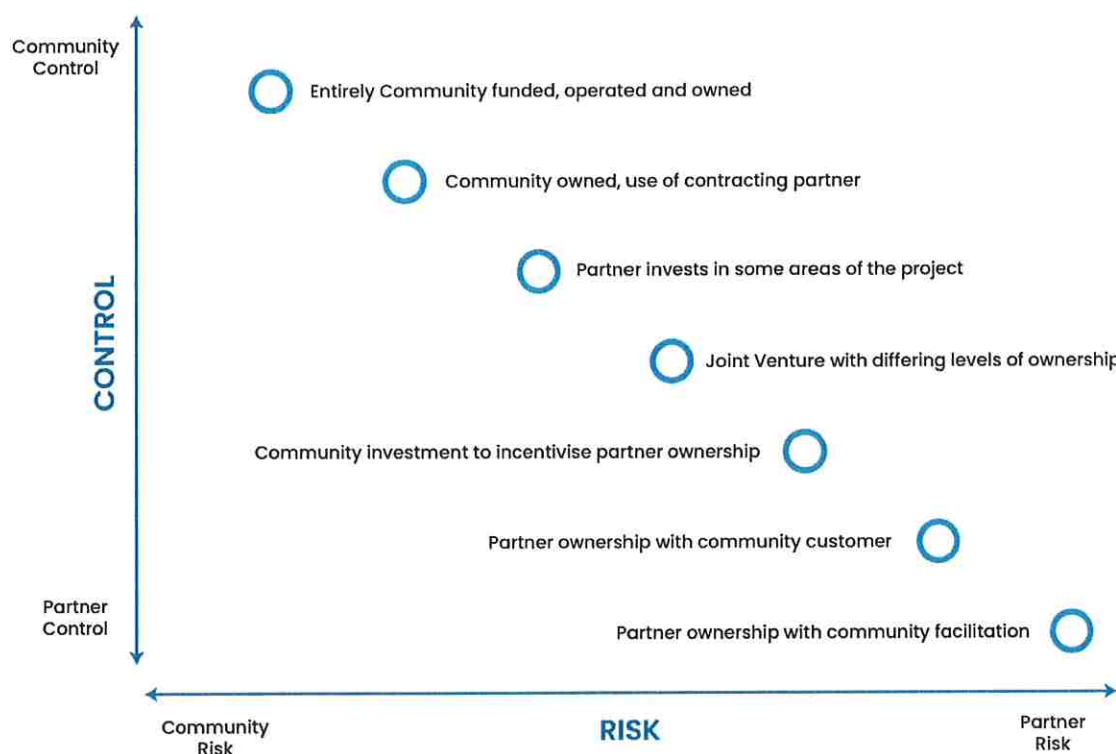 Community
Control
Entirely Community funded, operated and owned
Community owned, use of contracting partner
Partner invests in some areas of the project
CONTROL
Joint Venture with differing levels of ownership
Community investment to incentivise partner ownership
Partner ownership with community customer
Partner
Control
Partner ownership with community facilitation
Community
Risk
RISK
Partner
Risk